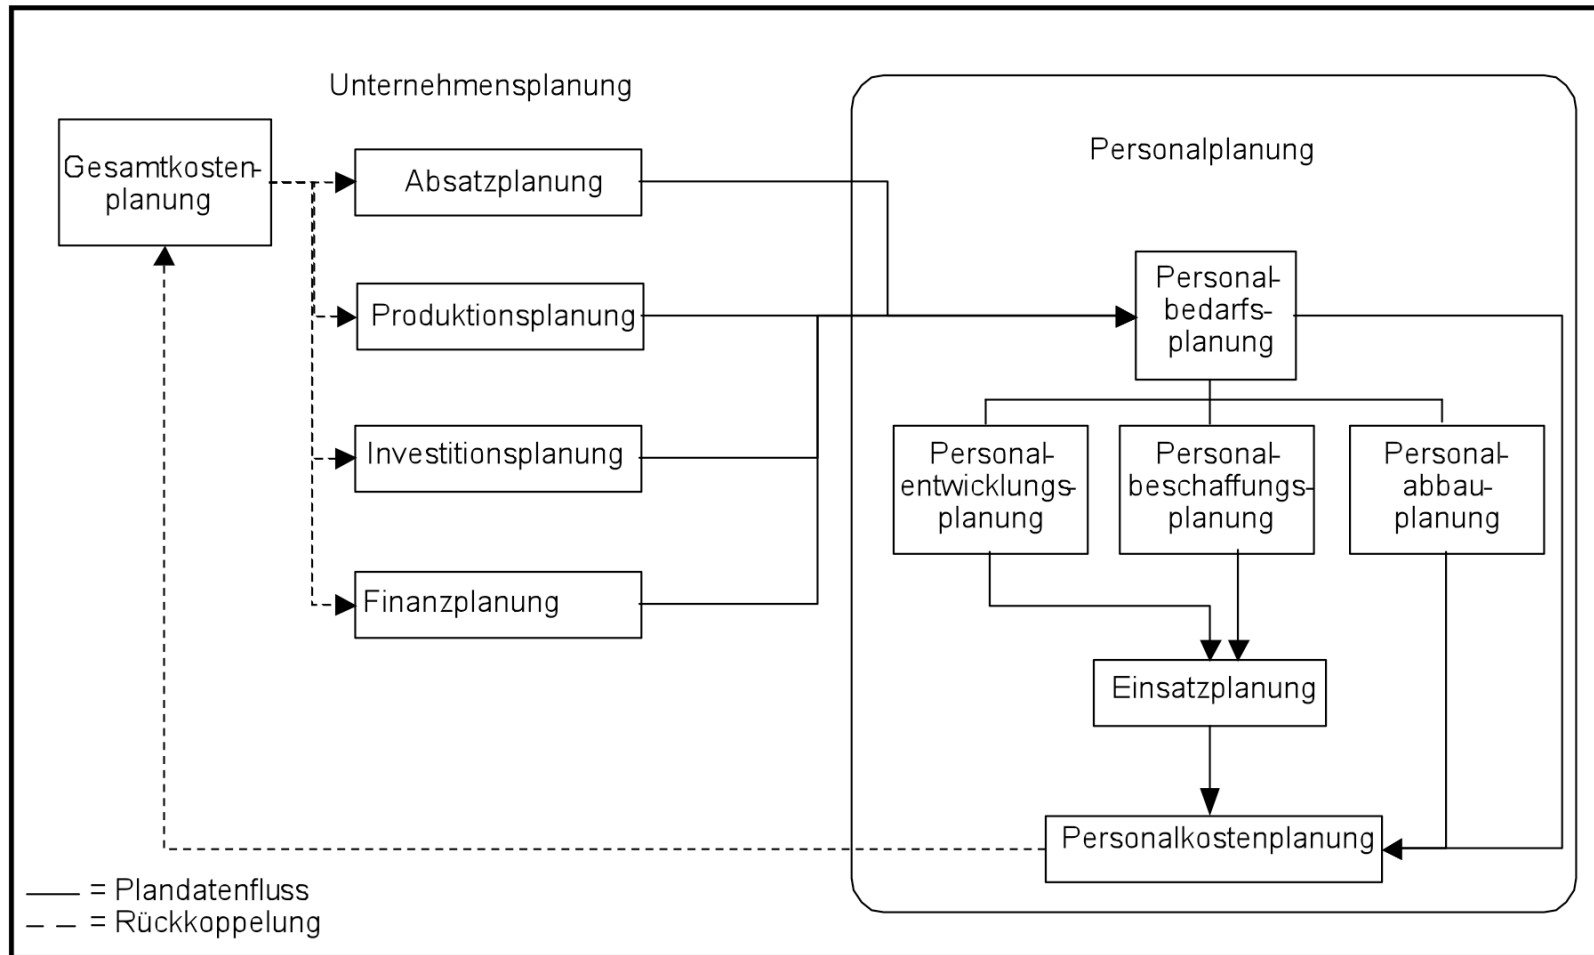 Unternehmensplanung
Gesamtkosten-
planung
Absatzplanung
Produktionsplanung
Investitionsplanung
Finanzplanung
Personalplanung
Personal-
bedarfs-
planung
Personal-
entwicklungs-
planung
Personal-
beschaffungs-
planung
Personal-
abbau-
planung
Einsatzplanung
Personalkostenplanung
= Plandatenfluss
= Rückkoppelung